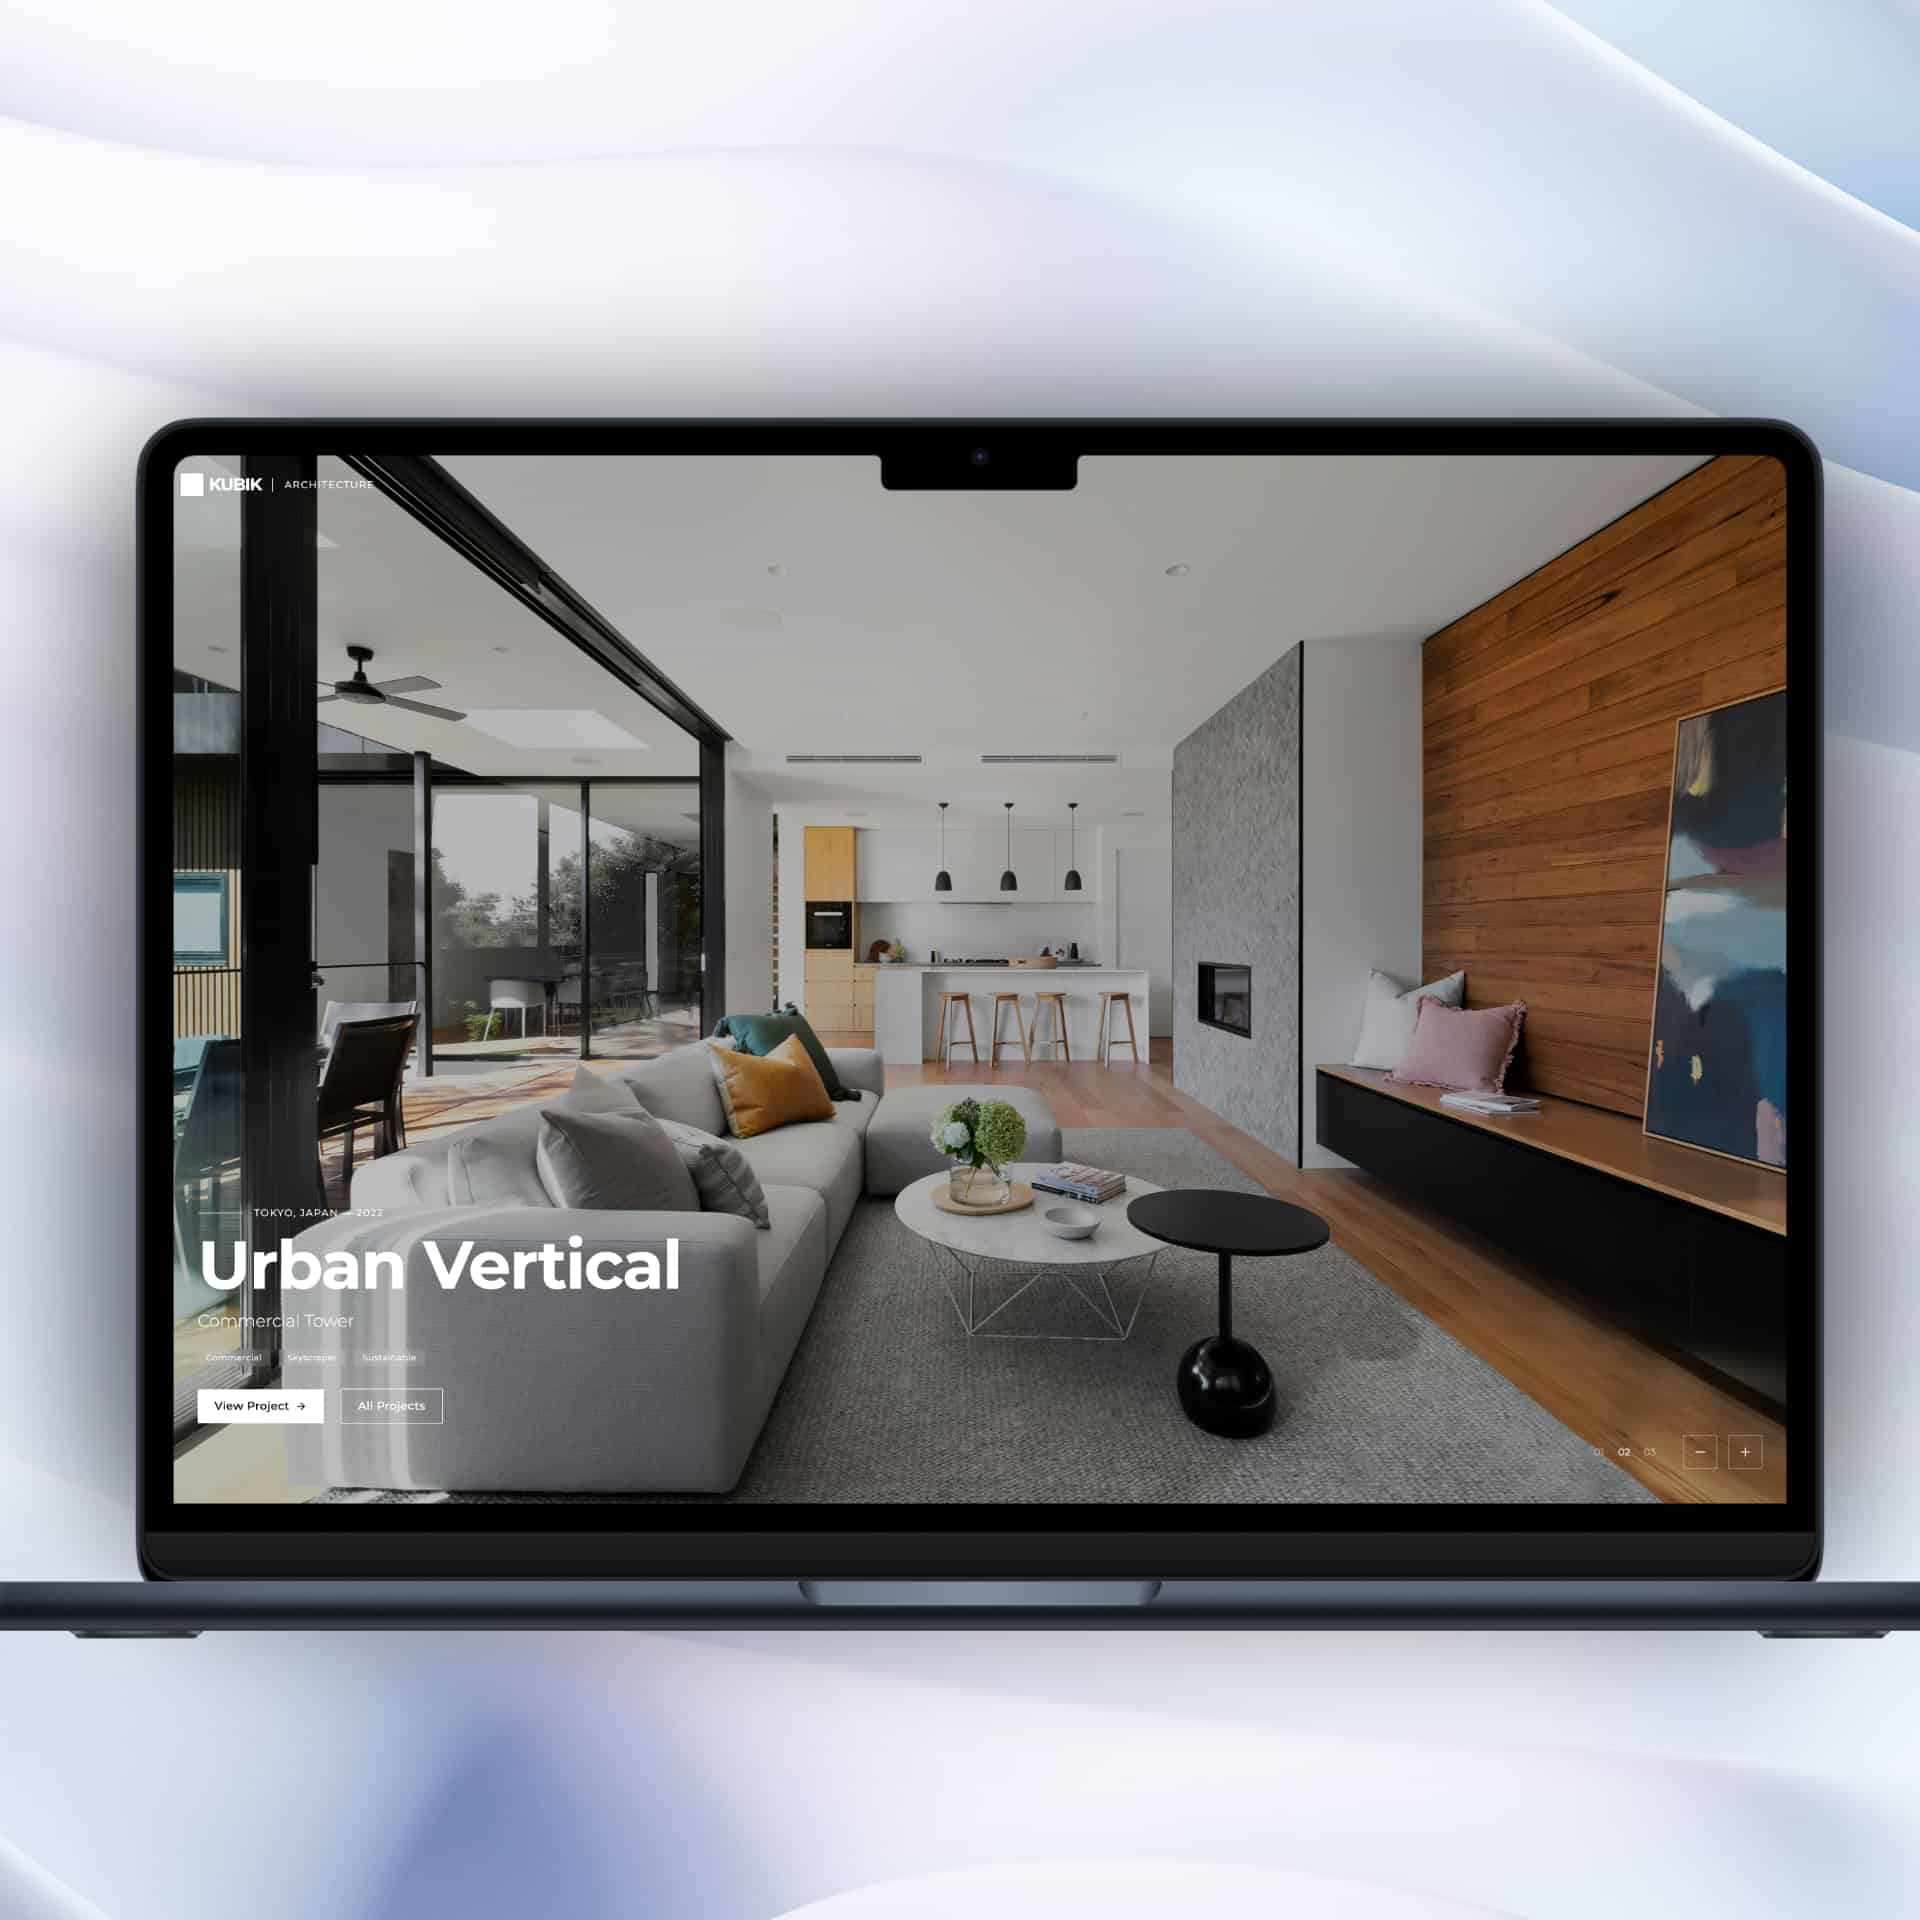 KUBIK | ARCHITECTURE
TOKYO, JAPAN — 2022
Urban Vertical
Commercial Tower
Commercial Skyscraper Sustainable
View Project → All Projects
01 02 03 − +